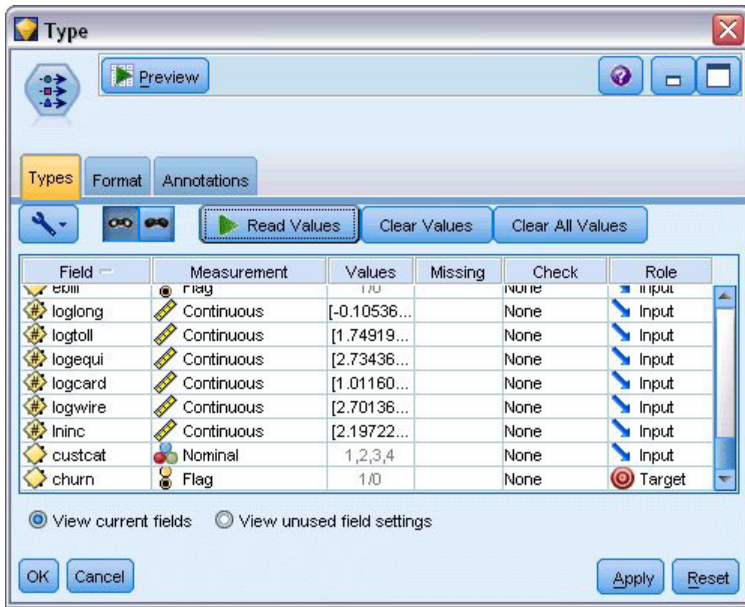 Type
Preview
Types Format Annotations
Read Values Clear Values Clear All Values
Field Measurement Values Missing Check Role
ebill Flag 1/0 None Input
loglong Continuous [-0.10536... None Input
logtoll Continuous [1.74919... None Input
logequi Continuous [2.73436... None Input
logcard Continuous [1.01160... None Input
logwire Continuous [2.70136... None Input
lninc Continuous [2.19722... None Input
custcat Nominal 1,2,3,4 None Input
churn Flag 1/0 None Target
View current fields View unused field settings
OK Cancel Apply Reset